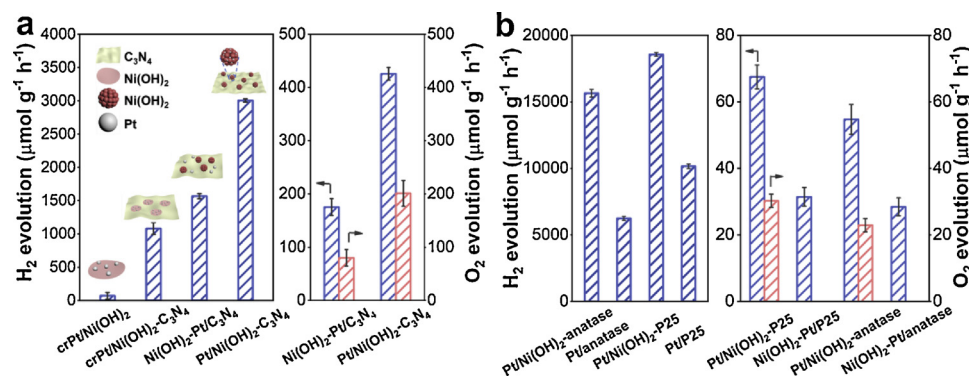 a
H2 evolution (μmol g-1 h-1)
4000
3500
3000
2500
2000
1500
1000
500
0
C3N4
Ni(OH)2
Ni(OH)2
Pt
crPt/Ni(OH)2
crPt/Ni(OH)2-C3N4
Ni(OH)2-Pt/C3N4
Pt/Ni(OH)2-C3N4
500
400
300
200
100
0
500
400
300
200
100
0
O2 evolution (μmol g-1 h-1)
Ni(OH)2-Pt/C3N4
Pt/Ni(OH)2-C3N4
b
H2 evolution (μmol g-1 h-1)
20000
15000
10000
5000
0
Pt/Ni(OH)2-anatase
Pt/anatase
Pt/Ni(OH)2-P25
Pt/P25
80
60
40
20
0
80
60
40
20
0
O2 evolution (μmol g-1 h-1)
Pt/Ni(OH)2-P25
Ni(OH)2-Pt/P25
Pt/Ni(OH)2-anatase
Ni(OH)2-Pt/anatase